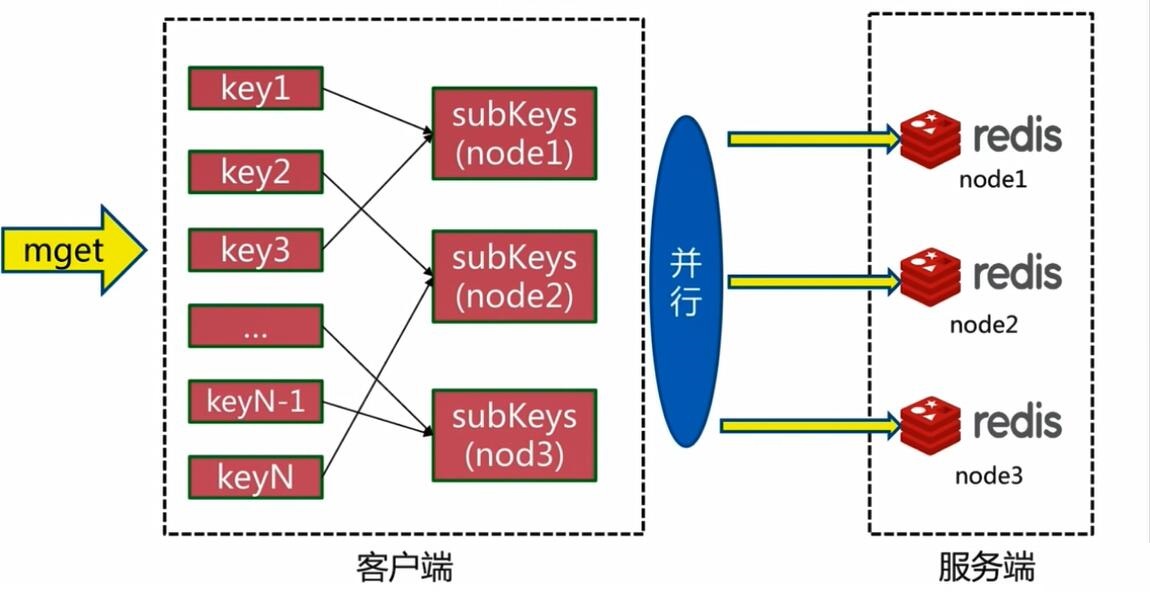 mget
key1
key2
key3
...
keyN-1
keyN
subKeys
(node1)
subKeys
(node2)
subKeys
(nod3)
并
行
redis
node1
redis
node2
redis
node3
客户端
服务端